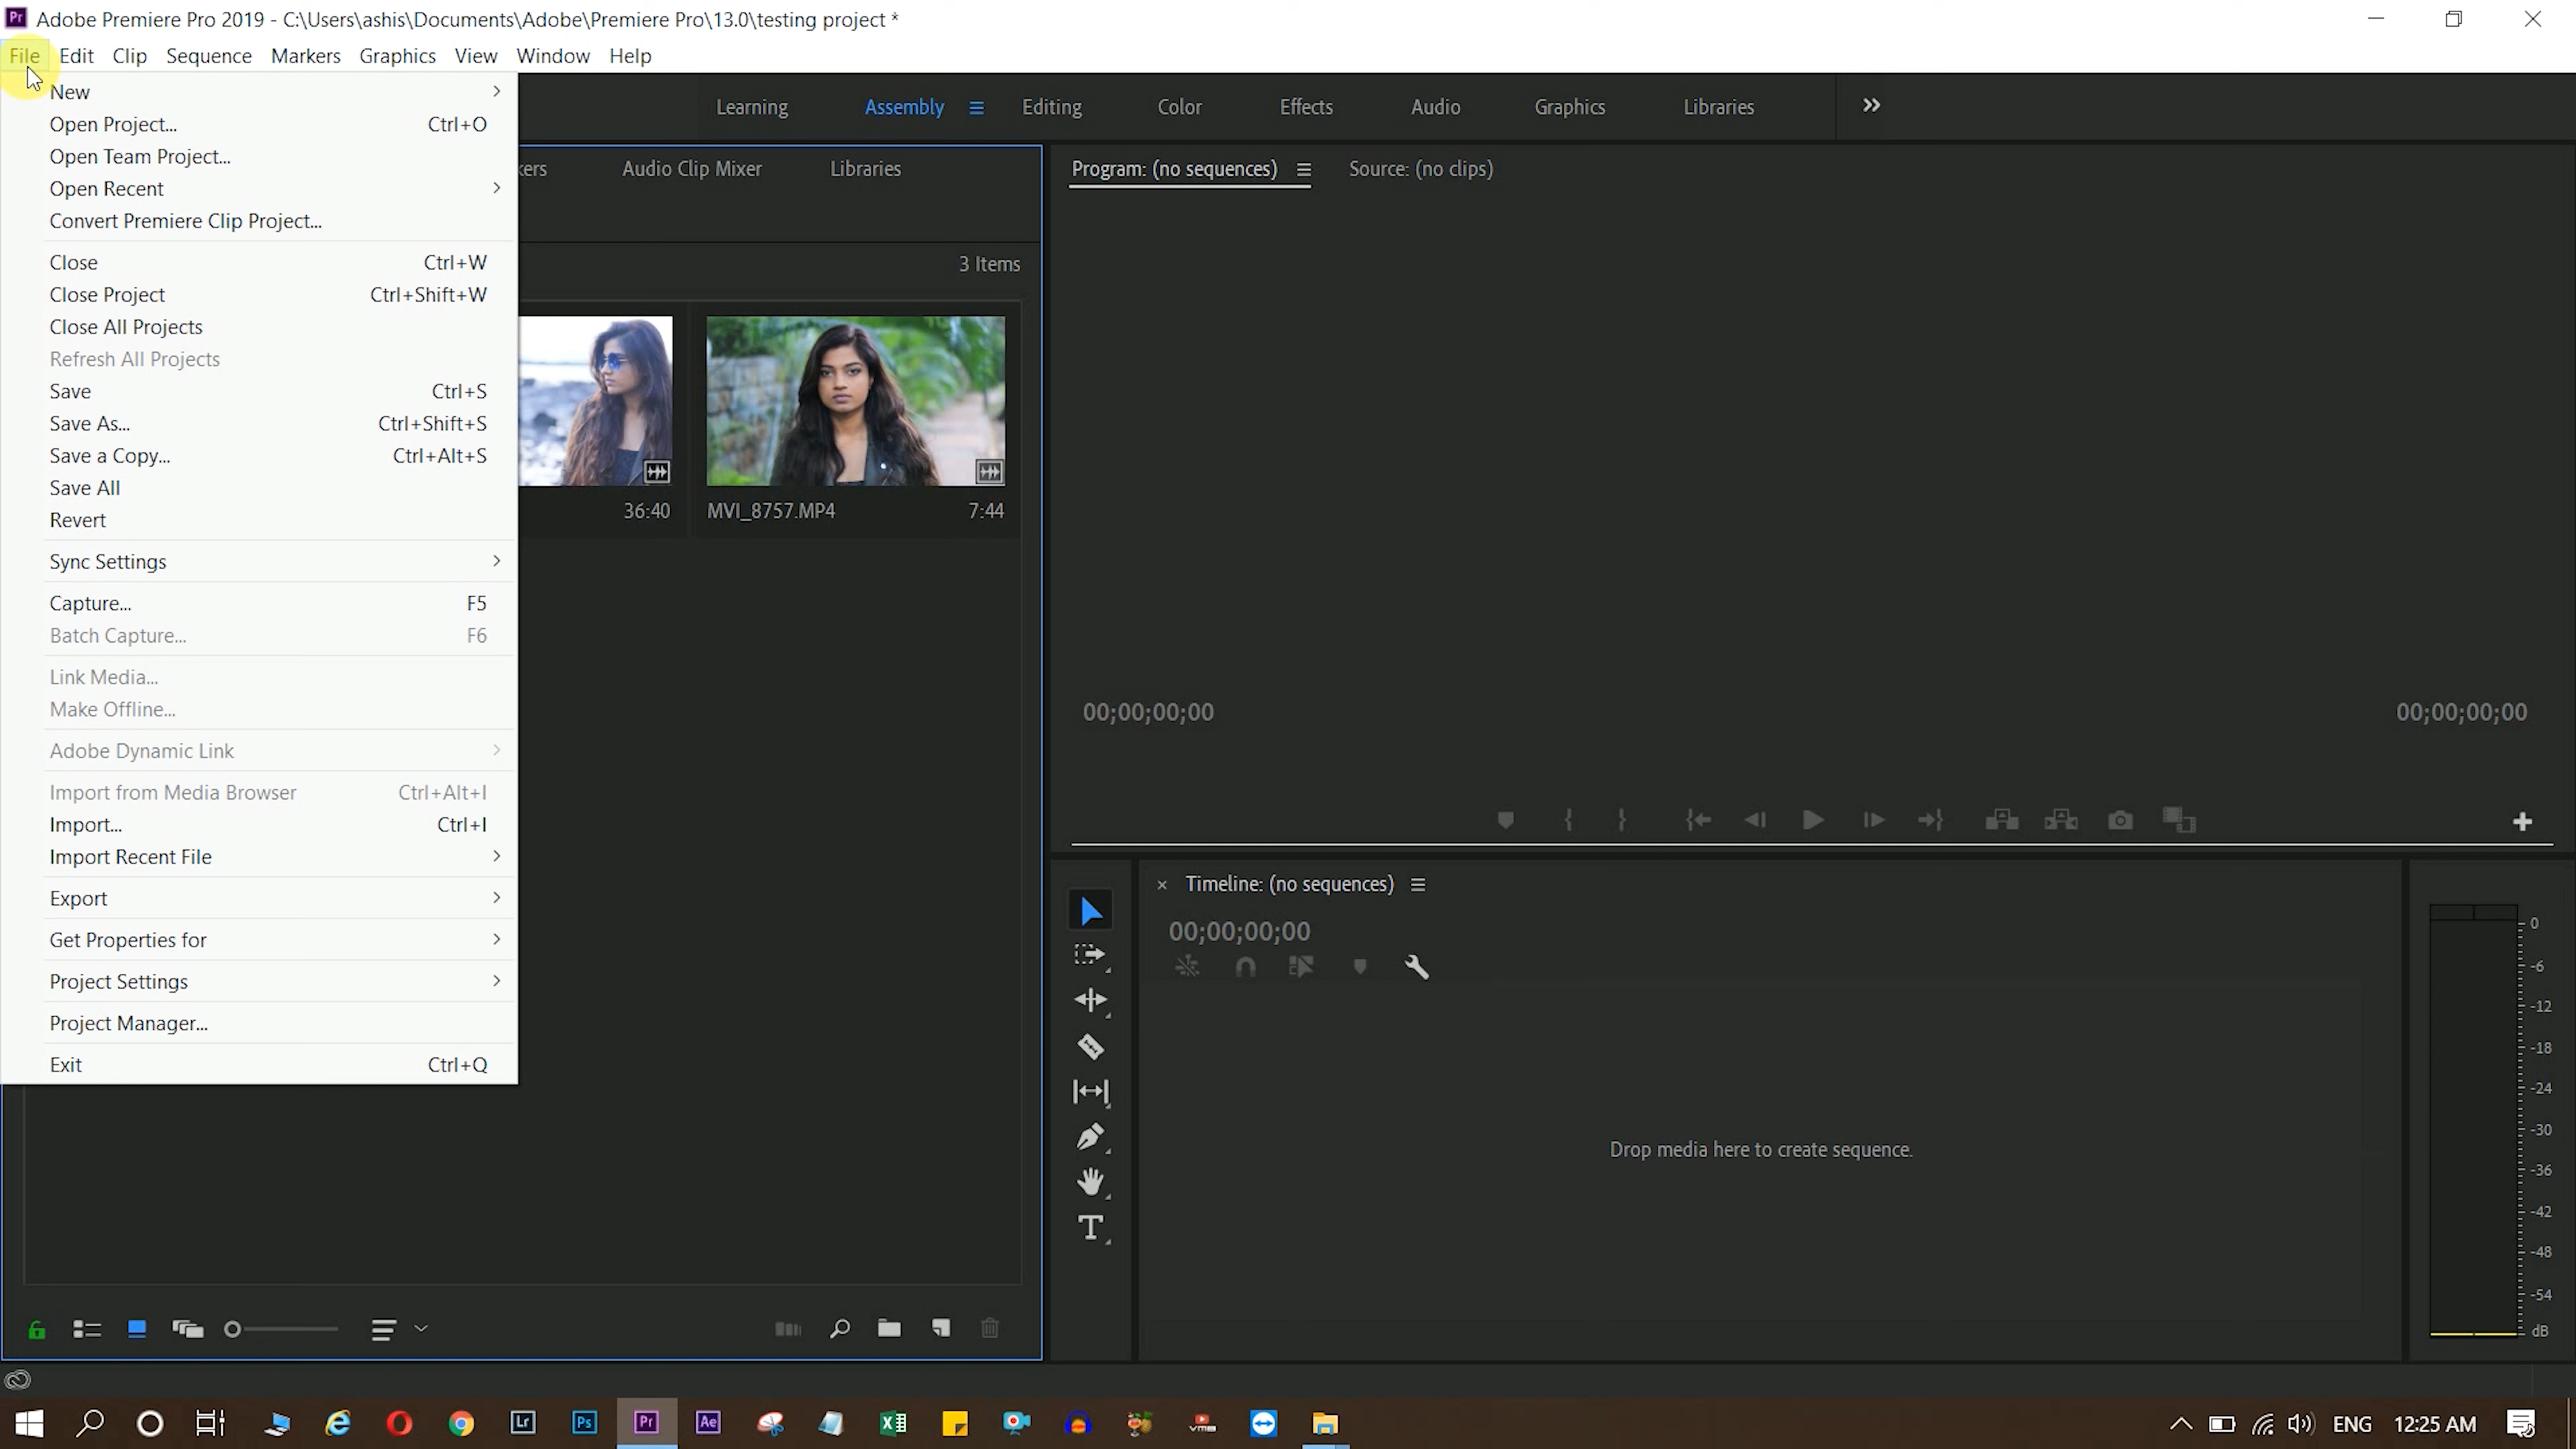 Adobe Premiere Pro 2019 - C:\Users\ashis\Documents\Adobe\Premiere Pro\13.0\testing project *
File Edit Clip Sequence Markers Graphics View Window Help
Learning Assembly Editing Color Effects Audio Graphics Libraries
New
Open Project... Ctrl+O
Open Team Project...
Open Recent
Convert Premiere Clip Project...
Close Ctrl+W
Close Project Ctrl+Shift+W
Close All Projects
Refresh All Projects
Save Ctrl+S
Save As... Ctrl+Shift+S
Save a Copy... Ctrl+Alt+S
Save All
Revert
Sync Settings
Capture... F5
Batch Capture... F6
Link Media...
Make Offline...
Adobe Dynamic Link
Import from Media Browser Ctrl+Alt+I
Import... Ctrl+I
Import Recent File
Export
Get Properties for
Project Settings
Project Manager...
Exit Ctrl+Q
kers Audio Clip Mixer Libraries
3 Items
36:40 MVI_8757.MP4 7:44
Program: (no sequences) Source: (no clips)
00;00;00;00 00;00;00;00
Timeline: (no sequences)
00;00;00;00
Drop media here to create sequence.
0
-6
-12
-18
-24
-30
-36
-42
-48
-54
dB
Lr Ps Pr Ae
ENG 12:25 AM